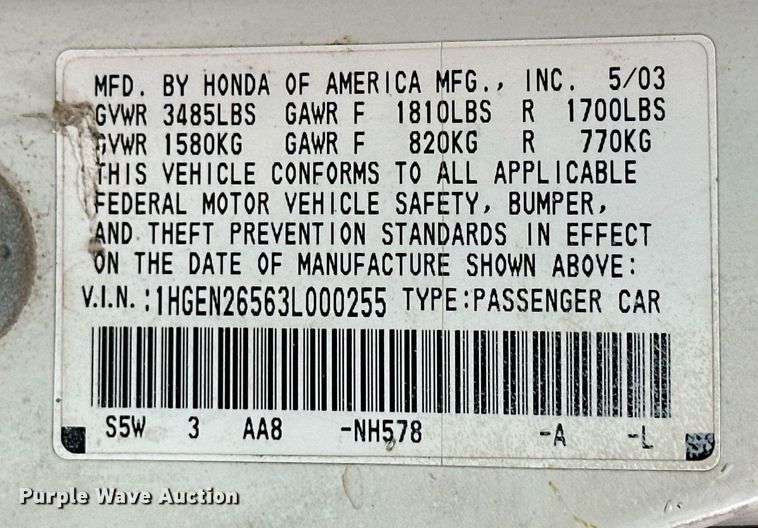 MFD. BY HONDA OF AMERICA MFG., INC. 5/03
GVWR 3485LBS GAWR F 1810LBS R 1700LBS
GVWR 1580KG GAWR F 820KG R 770KG
THIS VEHICLE CONFORMS TO ALL APPLICABLE
FEDERAL MOTOR VEHICLE SAFETY, BUMPER,
AND THEFT PREVENTION STANDARDS IN EFFECT
ON THE DATE OF MANUFACTURE SHOWN ABOVE:
V.I.N.:1HGEN26563L000255 TYPE:PASSENGER CAR
S5W 3 AA8 -NH578 -A -L
Purple Wave Auction